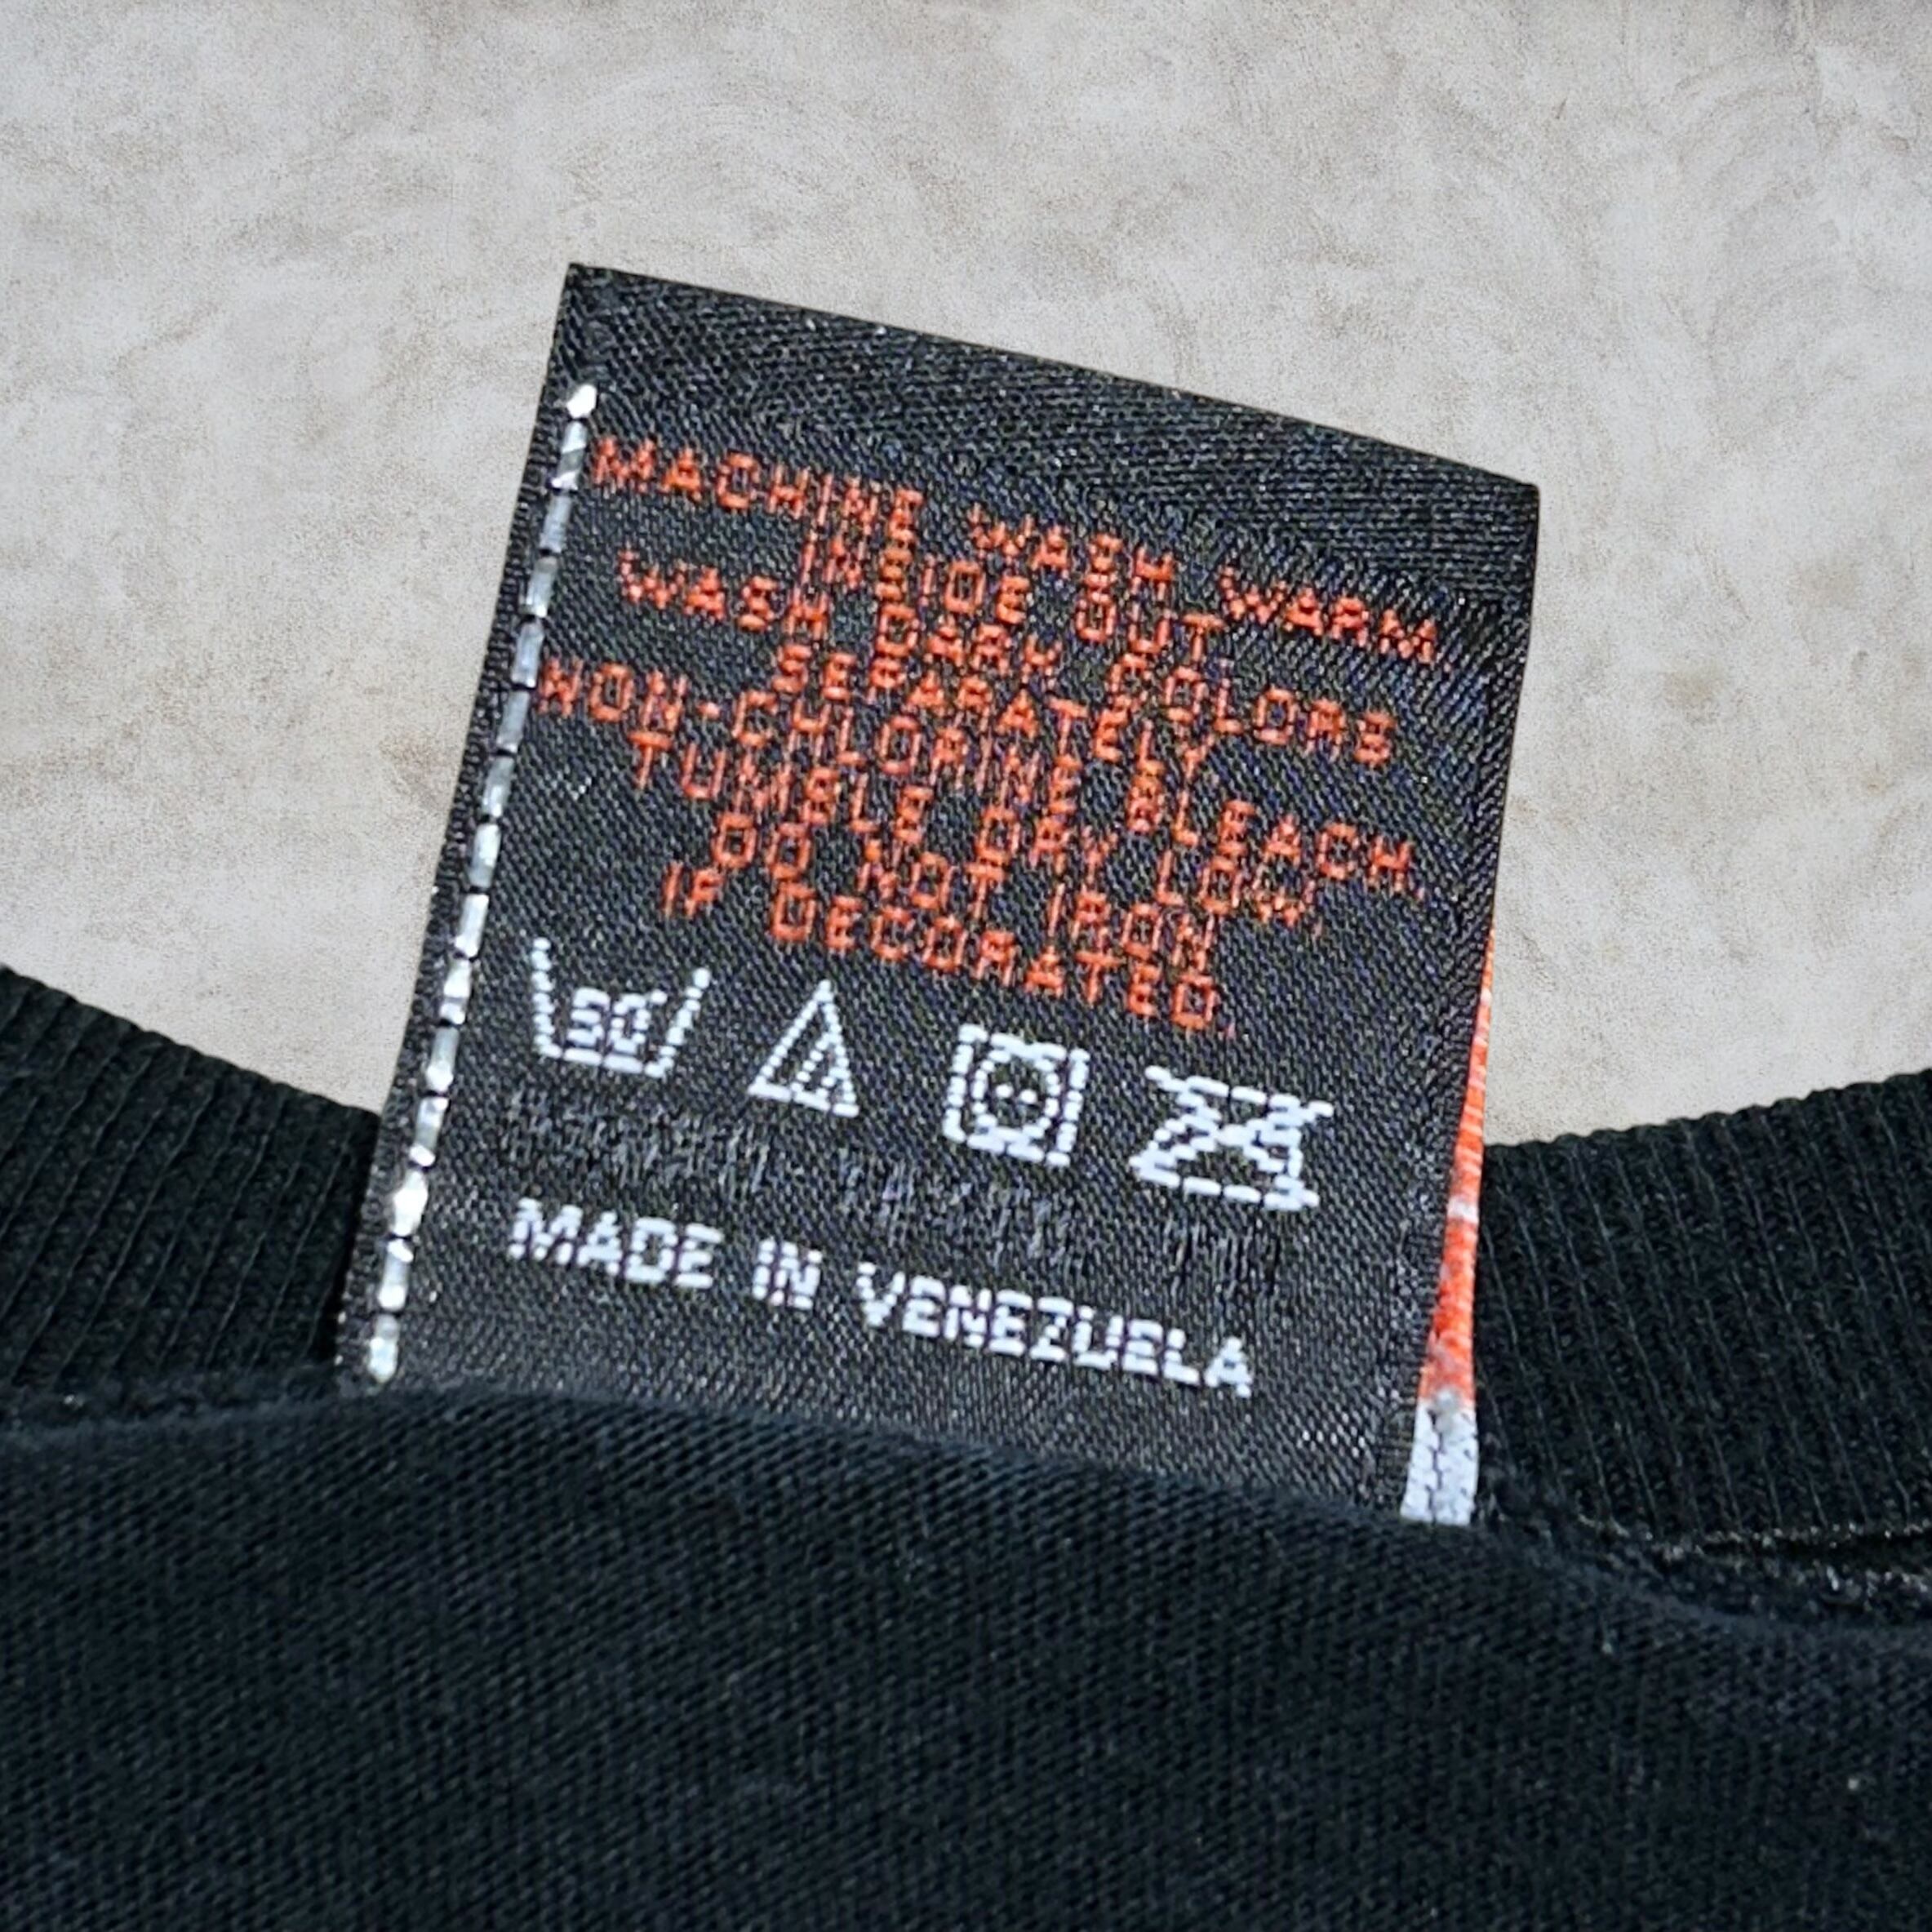 MACHINE WASH WARM.
INSIDE OUT.
WASH DARK COLORS
SEPARATELY.
NON-CHLORINE BLEACH.
TUMBLE DRY LOW.
DO NOT IRON
IF DECORATED.
MADE IN VENEZUELA